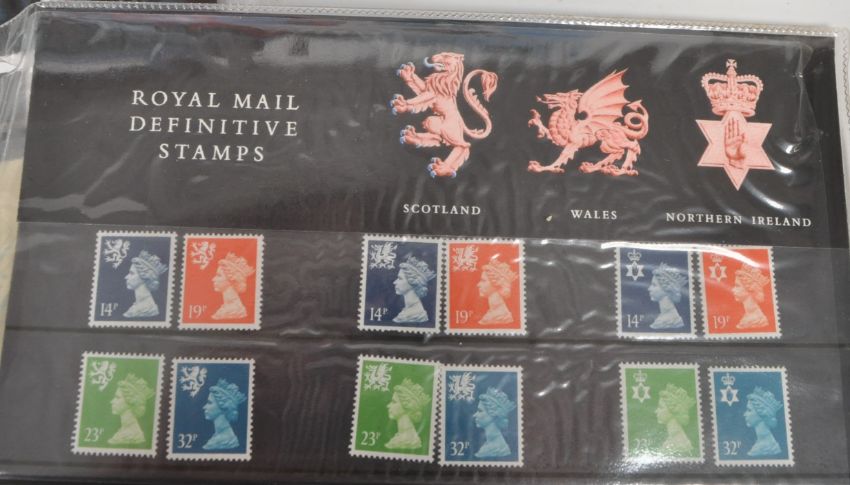 ROYAL MAIL
DEFINITIVE
STAMPS
SCOTLAND
WALES
NORTHERN IRELAND
14P
19P
14P
19P
14P
19P
23P
32P
23P
32P
23P
32P